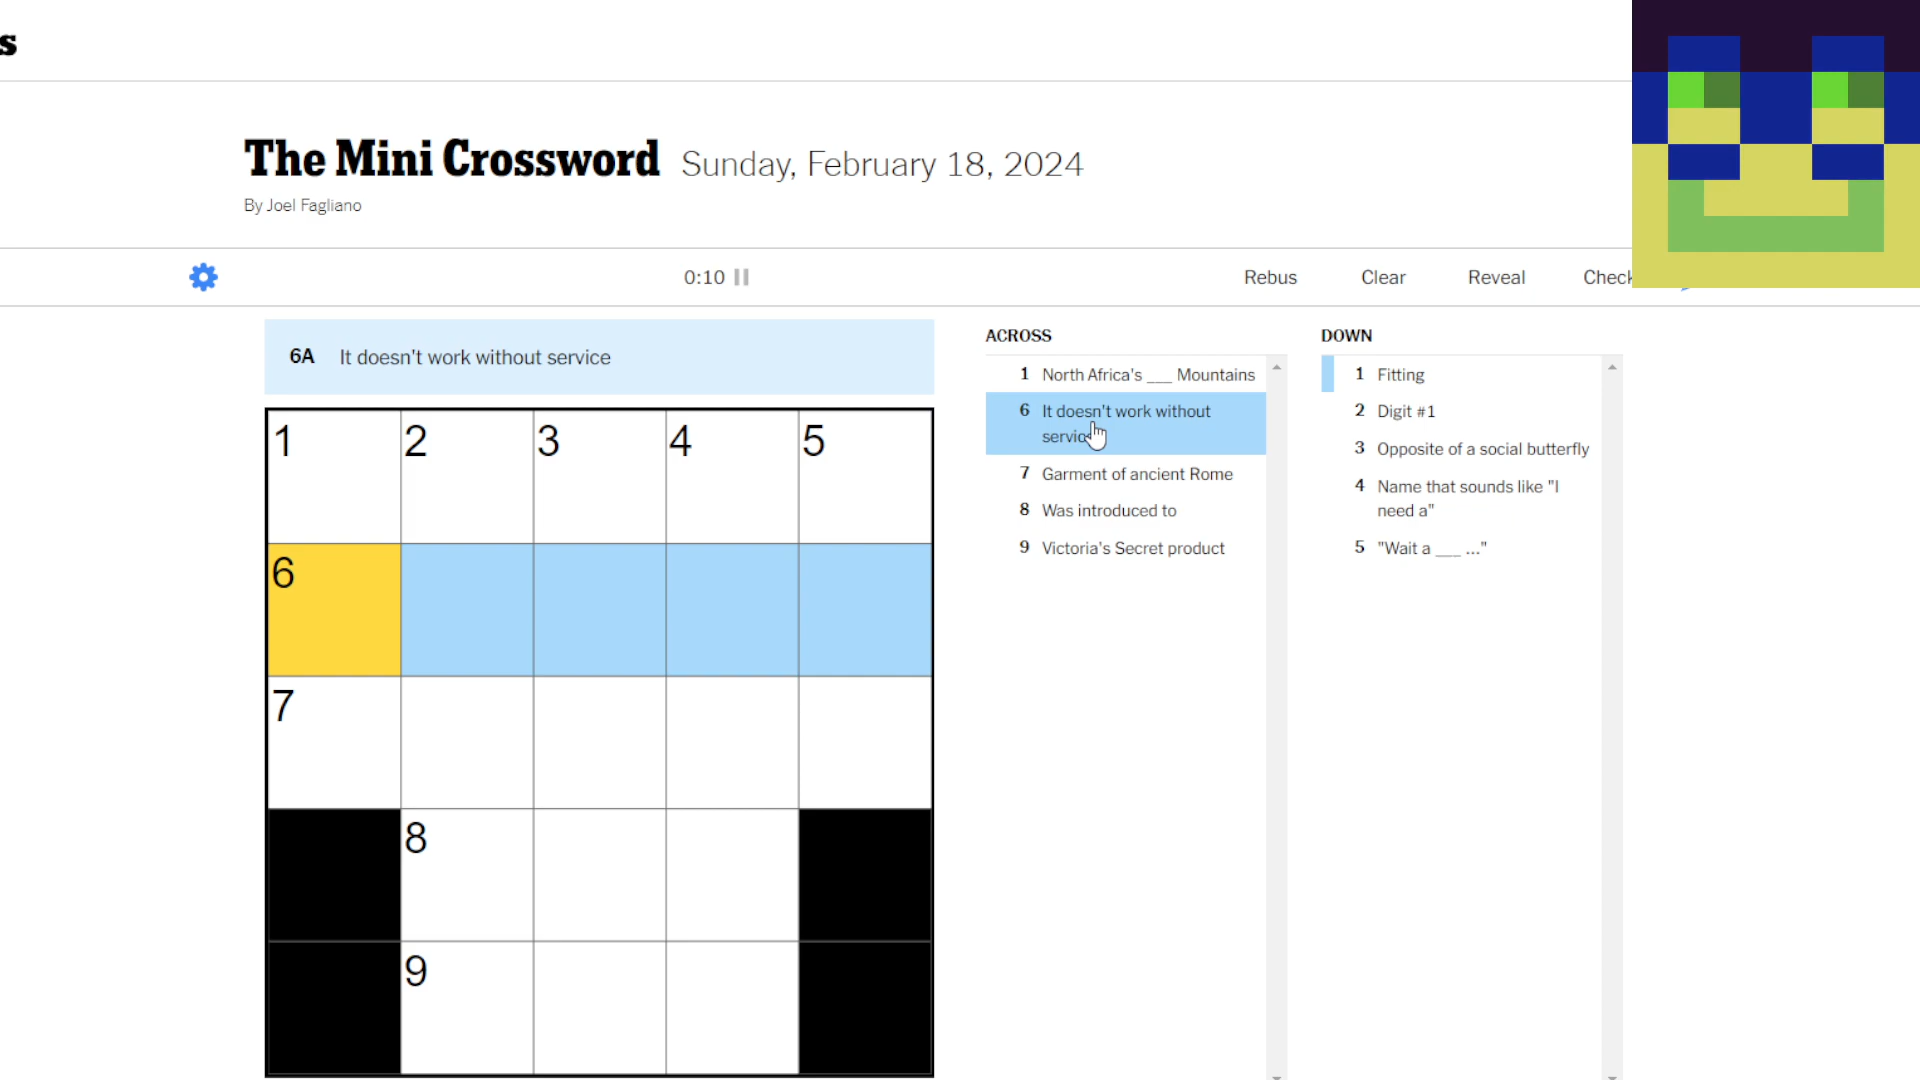 s
The Mini Crossword Sunday, February 18, 2024
By Joel Fagliano
0:10
Rebus Clear Reveal Check
6A It doesn't work without service
ACROSS
1 North Africa's ___ Mountains
6 It doesn't work without
service
7 Garment of ancient Rome
8 Was introduced to
9 Victoria's Secret product
DOWN
1 Fitting
2 Digit #1
3 Opposite of a social butterfly
4 Name that sounds like "I
need a"
5 "Wait a ___ ..."
1 2 3 4 5
6
7
8
9